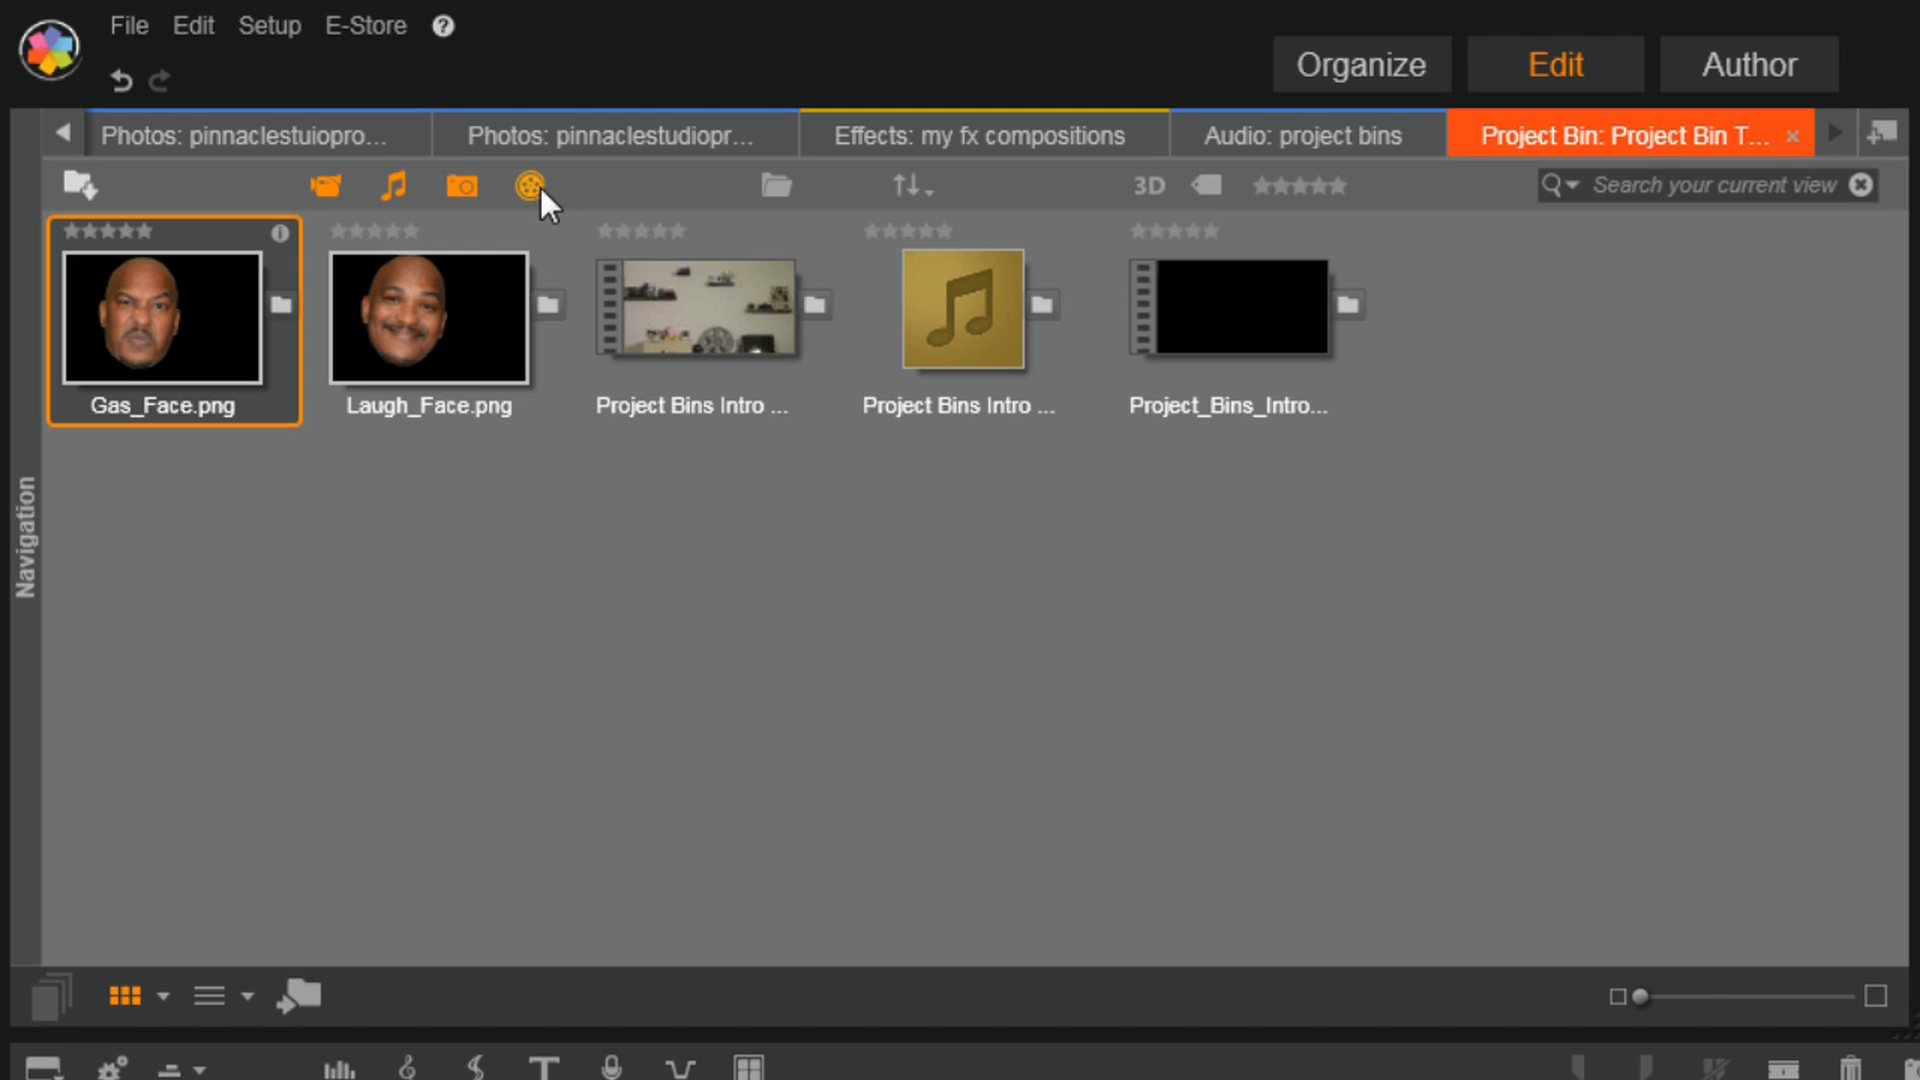 File Edit Setup E-Store ?
Organize Edit Author
Photos: pinnaclestuiopro... Photos: pinnaclestudiopr... Effects: my fx compositions Audio: project bins Project Bin: Project Bin T... ×
3D Search your current view
Gas_Face.png Laugh_Face.png Project Bins Intro ... Project Bins Intro ... Project_Bins_Intro...
Navigation